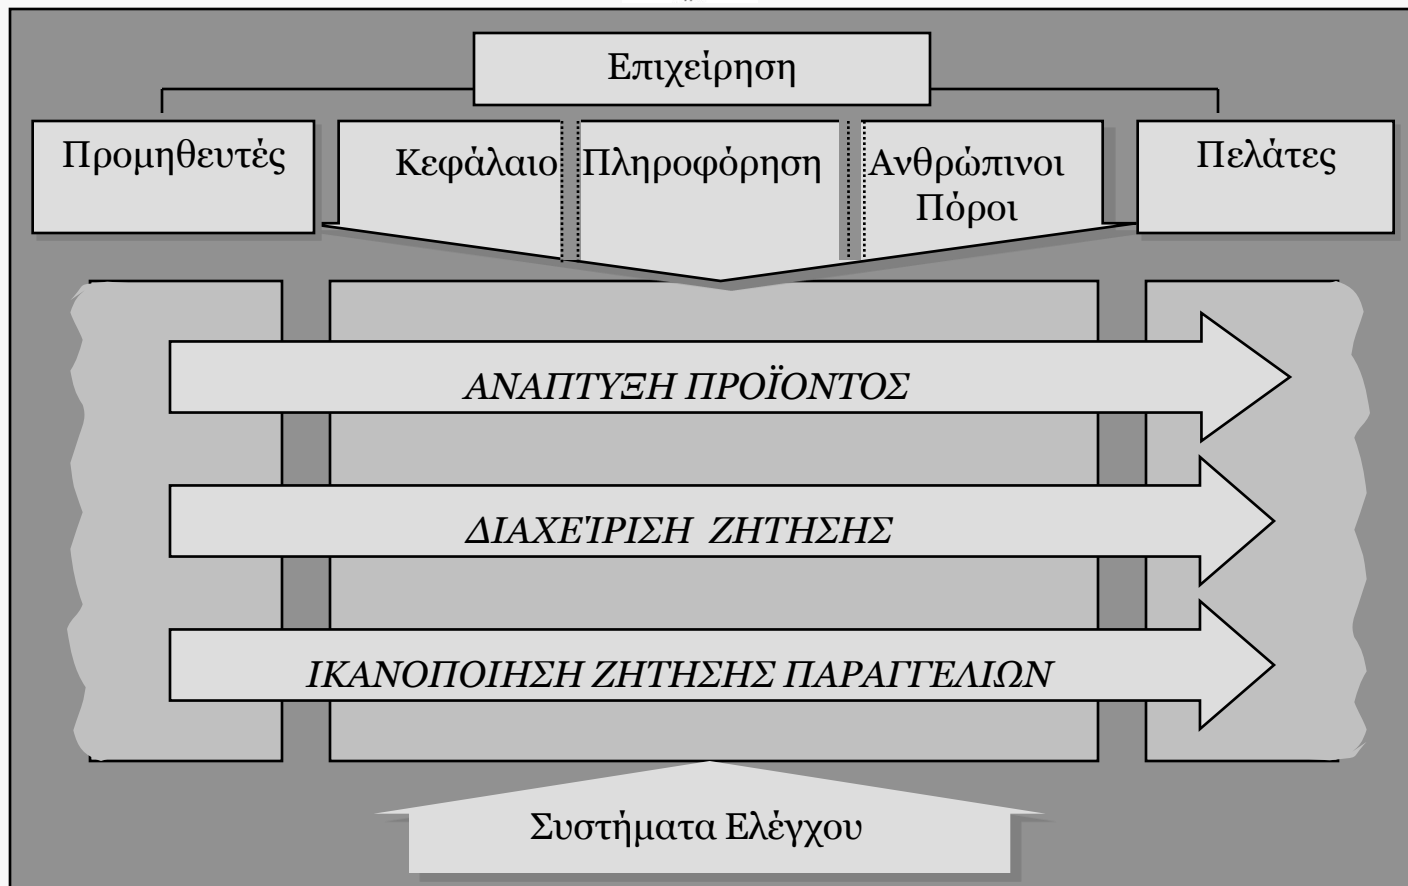 Επιχείρηση
Προμηθευτές
Κεφάλαιο
Πληροφόρηση
Ανθρώπινοι
Πόροι
Πελάτες
ΑΝΑΠΤΥΞΗ ΠΡΟΪΟΝΤΟΣ
ΔΙΑΧΕΊΡΙΣΗ ΖΗΤΗΣΗΣ
ΙΚΑΝΟΠΟΙΗΣΗ ΖΗΤΗΣΗΣ ΠΑΡΑΓΓΕΛΙΩΝ
Συστήματα Ελέγχου